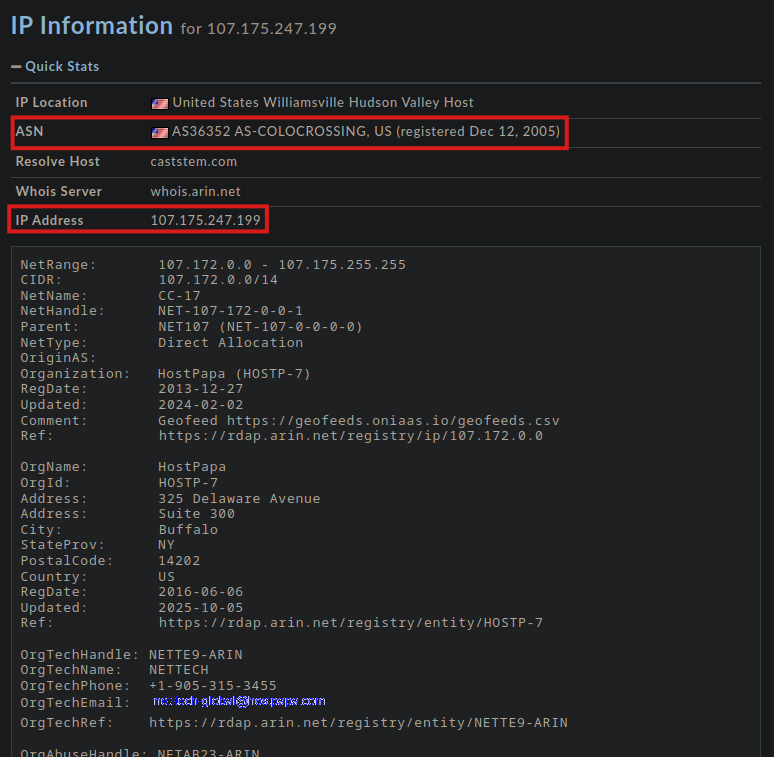 IP Information for 107.175.247.199
Quick Stats
IP Location United States Williamsville Hudson Valley Host
ASN AS36352 AS-COLOCROSSING, US (registered Dec 12, 2005)
Resolve Host caststem.com
Whois Server whois.arin.net
IP Address 107.175.247.199
NetRange: 107.172.0.0 - 107.175.255.255
CIDR: 107.172.0.0/14
NetName: CC-17
NetHandle: NET-107-172-0-0-1
Parent: NET107 (NET-107-0-0-0-0)
NetType: Direct Allocation
OriginAS:
Organization: HostPapa (HOSTP-7)
RegDate: 2013-12-27
Updated: 2024-02-02
Comment: Geofeed https://geofeeds.oniaas.io/geofeeds.csv
Ref: https://rdap.arin.net/registry/ip/107.172.0.0
OrgName: HostPapa
OrgId: HOSTP-7
Address: 325 Delaware Avenue
Address: Suite 300
City: Buffalo
StateProv: NY
PostalCode: 14202
Country: US
RegDate: 2016-06-06
Updated: 2025-10-05
Ref: https://rdap.arin.net/registry/entity/HOSTP-7
OrgTechHandle: NETTE9-ARIN
OrgTechName: NETTECH
OrgTechPhone: +1-905-315-3455
OrgTechEmail:
OrgTechRef: https://rdap.arin.net/registry/entity/NETTE9-ARIN
OrgAbuseHandle: NETAB23-ARIN